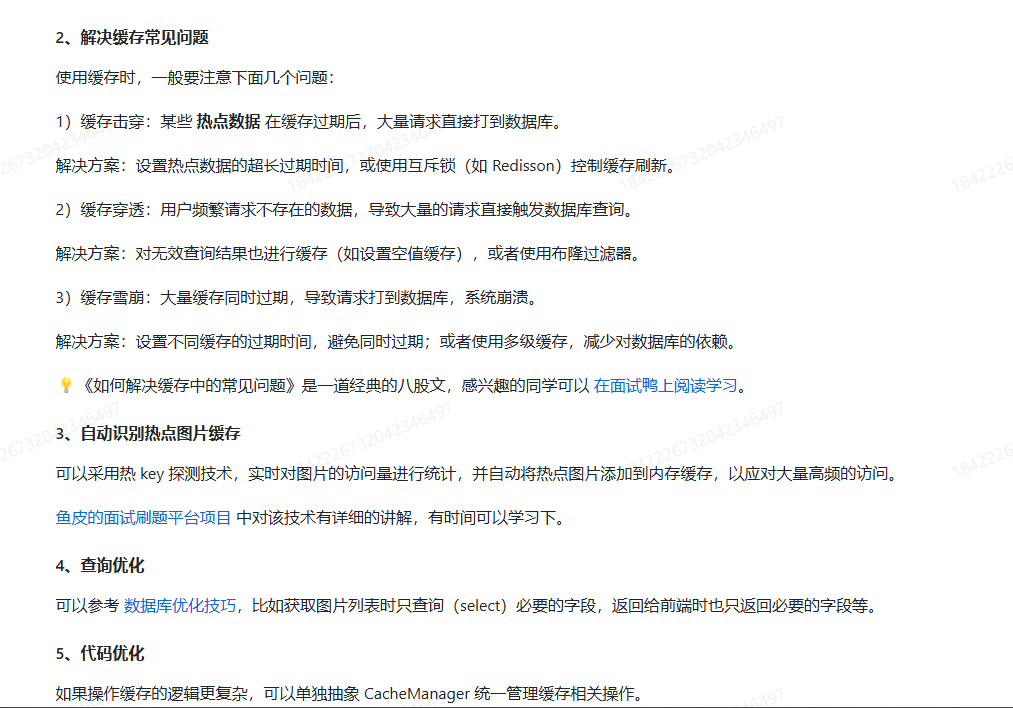 2、解决缓存常见问题
使用缓存时，一般要注意下面几个问题：
1）缓存击穿：某些 热点数据 在缓存过期后，大量请求直接打到数据库。
解决方案：设置热点数据的超长过期时间，或使用互斥锁（如 Redisson）控制缓存刷新。
2）缓存穿透：用户频繁请求不存在的数据，导致大量的请求直接触发数据库查询。
解决方案：对无效查询结果也进行缓存（如设置空值缓存），或者使用布隆过滤器。
3）缓存雪崩：大量缓存同时过期，导致请求打到数据库，系统崩溃。
解决方案：设置不同缓存的过期时间，避免同时过期；或者使用多级缓存，减少对数据库的依赖。
💡《如何解决缓存中的常见问题》是一道经典的八股文，感兴趣的同学可以 在面试鸭上阅读学习。
3、自动识别热点图片缓存
可以采用热 key 探测技术，实时对图片的访问量进行统计，并自动将热点图片添加到内存缓存，以应对大量高频的访问。
鱼皮的面试刷题平台项目 中对该技术有详细的讲解，有时间可以学习下。
4、查询优化
可以参考 数据库优化技巧，比如获取图片列表时只查询（select）必要的字段，返回给前端时也只返回必要的字段等。
5、代码优化
如果操作缓存的逻辑更复杂，可以单独抽象 CacheManager 统一管理缓存相关操作。